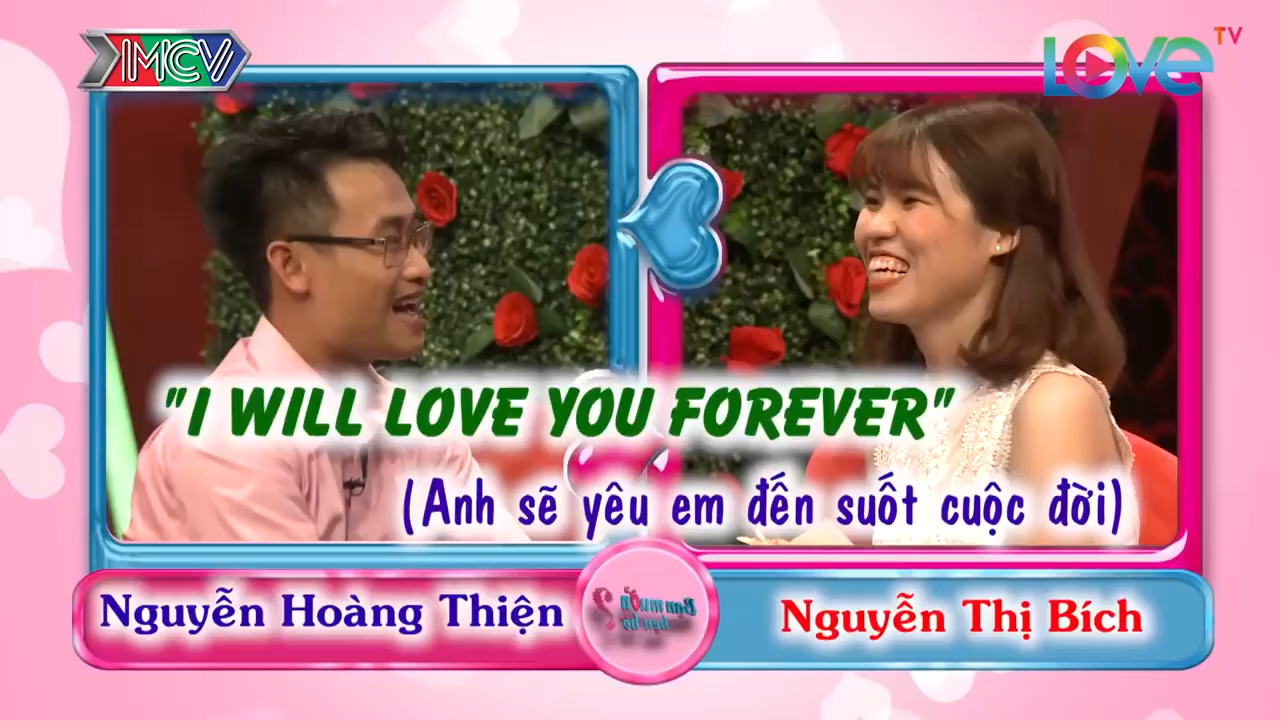 MCV
LOVE TV
"I WILL LOVE YOU FOREVER"
(Anh sẽ yêu em đến suốt cuộc đời)
Nguyễn Hoàng Thiện
Nguyễn Thị Bích